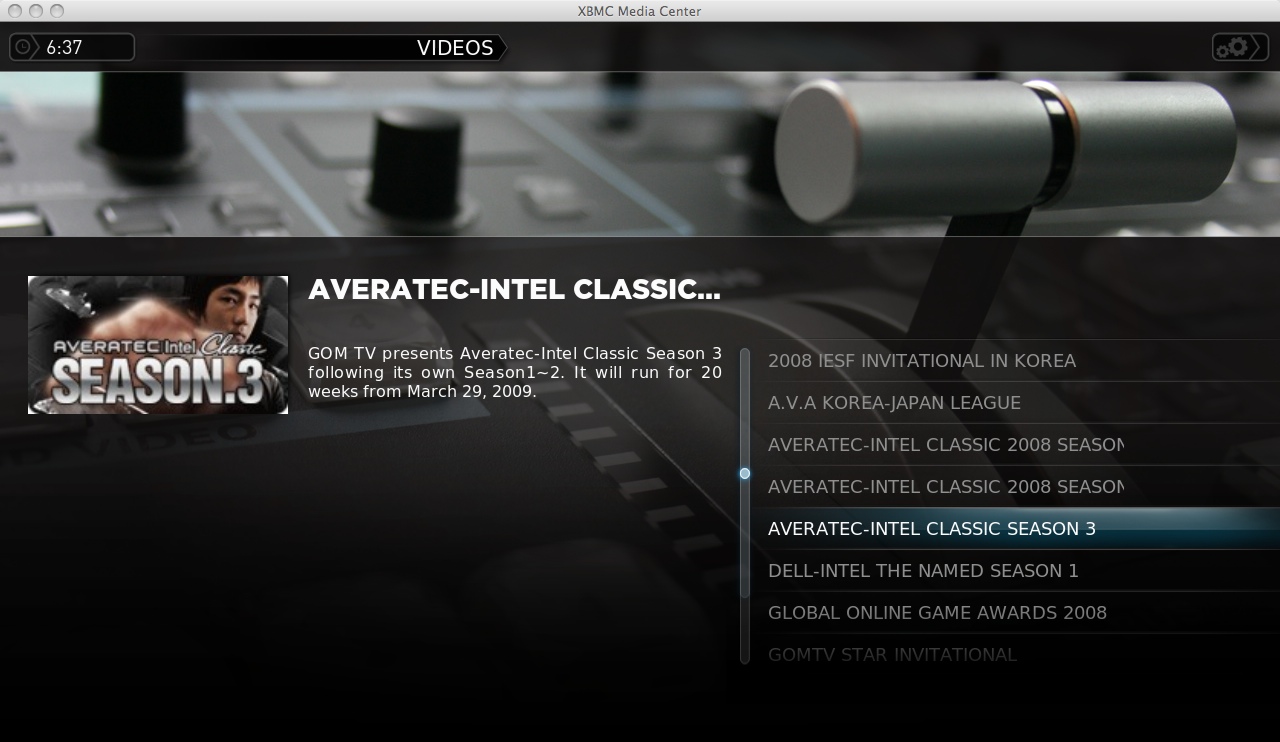 XBMC Media Center
6:37
VIDEOS
AVERATEC-INTEL CLASSIC...
AVERATEC Intel Classic
SEASON.3
GOM TV presents Averatec-Intel Classic Season 3
following its own Season1~2. It will run for 20
weeks from March 29, 2009.
2008 IESF INVITATIONAL IN KOREA
A.V.A KOREA-JAPAN LEAGUE
AVERATEC-INTEL CLASSIC 2008 SEASON
AVERATEC-INTEL CLASSIC 2008 SEASON
AVERATEC-INTEL CLASSIC SEASON 3
DELL-INTEL THE NAMED SEASON 1
GLOBAL ONLINE GAME AWARDS 2008
GOMTV STAR INVITATIONAL
VIDEO